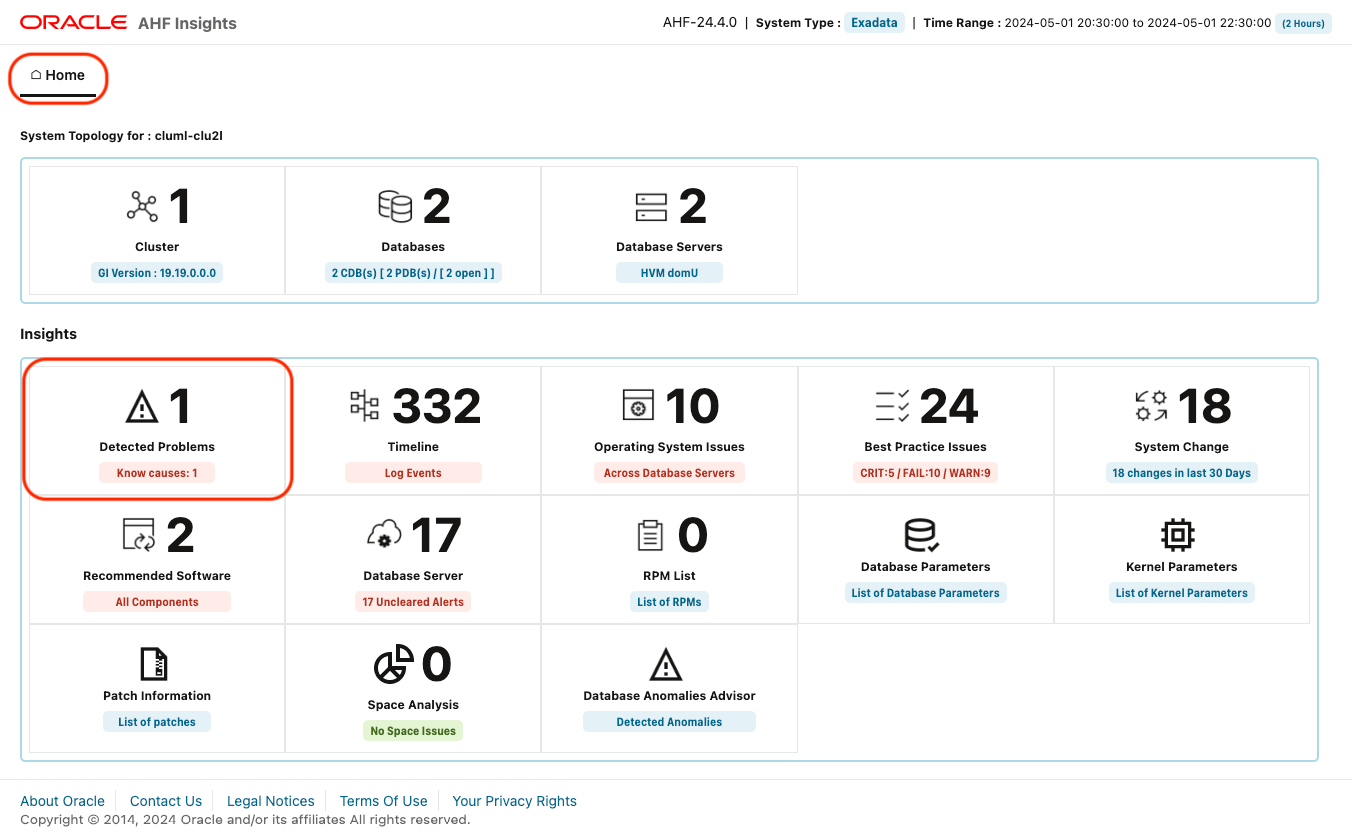 ORACLE AHF Insights
AHF-24.4.0 | System Type : Exadata | Time Range : 2024-05-01 20:30:00 to 2024-05-01 22:30:00 (2 Hours)
Home
System Topology for : cluml-clu2l
1 2 2
Cluster Databases Database Servers
GI Version : 19.19.0.0.0 2 CDB(s) [ 2 PDB(s) / [ 2 open ] ] HVM domU
Insights
1 332 10 24 18
Detected Problems Timeline Operating System Issues Best Practice Issues System Change
Know causes: 1 Log Events Across Database Servers CRIT:5 / FAIL:10 / WARN:9 18 changes in last 30 Days
2 17 0
Recommended Software Database Server RPM List Database Parameters Kernel Parameters
All Components 17 Uncleared Alerts List of RPMs List of Database Parameters List of Kernel Parameters
0
Patch Information Space Analysis Database Anomalies Advisor
List of patches No Space Issues Detected Anomalies
About Oracle Contact Us Legal Notices Terms Of Use Your Privacy Rights
Copyright © 2014, 2024 Oracle and/or its affiliates All rights reserved.